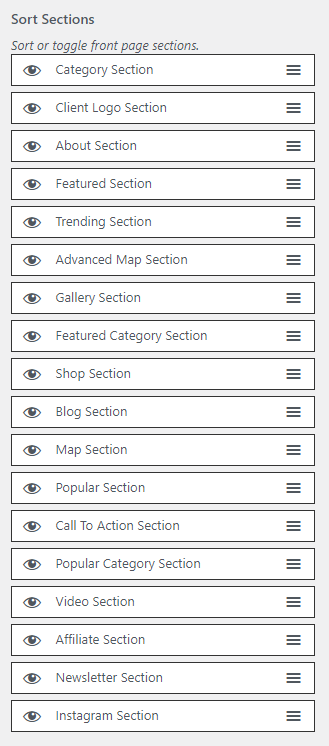 Sort Sections
Sort or toggle front page sections.
Category Section
Client Logo Section
About Section
Featured Section
Trending Section
Advanced Map Section
Gallery Section
Featured Category Section
Shop Section
Blog Section
Map Section
Popular Section
Call To Action Section
Popular Category Section
Video Section
Affiliate Section
Newsletter Section
Instagram Section